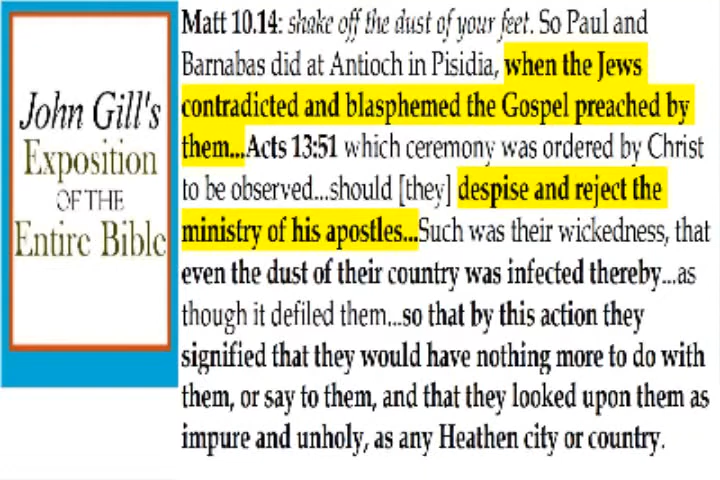 John Gill's
Exposition
OF THE
Entire Bible
Matt 10.14: shake off the dust of your feet. So Paul and
Barnabas did at Antioch in Pisidia, when the Jews
contradicted and blasphemed the Gospel preached by
them...Acts 13:51 which ceremony was ordered by Christ
to be observed...should [they] despise and reject the
ministry of his apostles...Such was their wickedness, that
even the dust of their country was infected thereby...as
though it defiled them...so that by this action they
signified that they would have nothing more to do with
them, or say to them, and that they looked upon them as
impure and unholy, as any Heathen city or country.